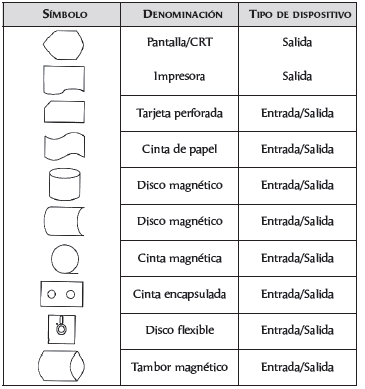 SÍMBOLO DENOMINACIÓN TIPO DE DISPOSITIVO
Pantalla/CRT Salida
Impresora Salida
Tarjeta perforada Entrada/Salida
Cinta de papel Entrada/Salida
Disco magnético Entrada/Salida
Disco magnético Entrada/Salida
Cinta magnética Entrada/Salida
Cinta encapsulada Entrada/Salida
Disco flexible Entrada/Salida
Tambor magnético Entrada/Salida